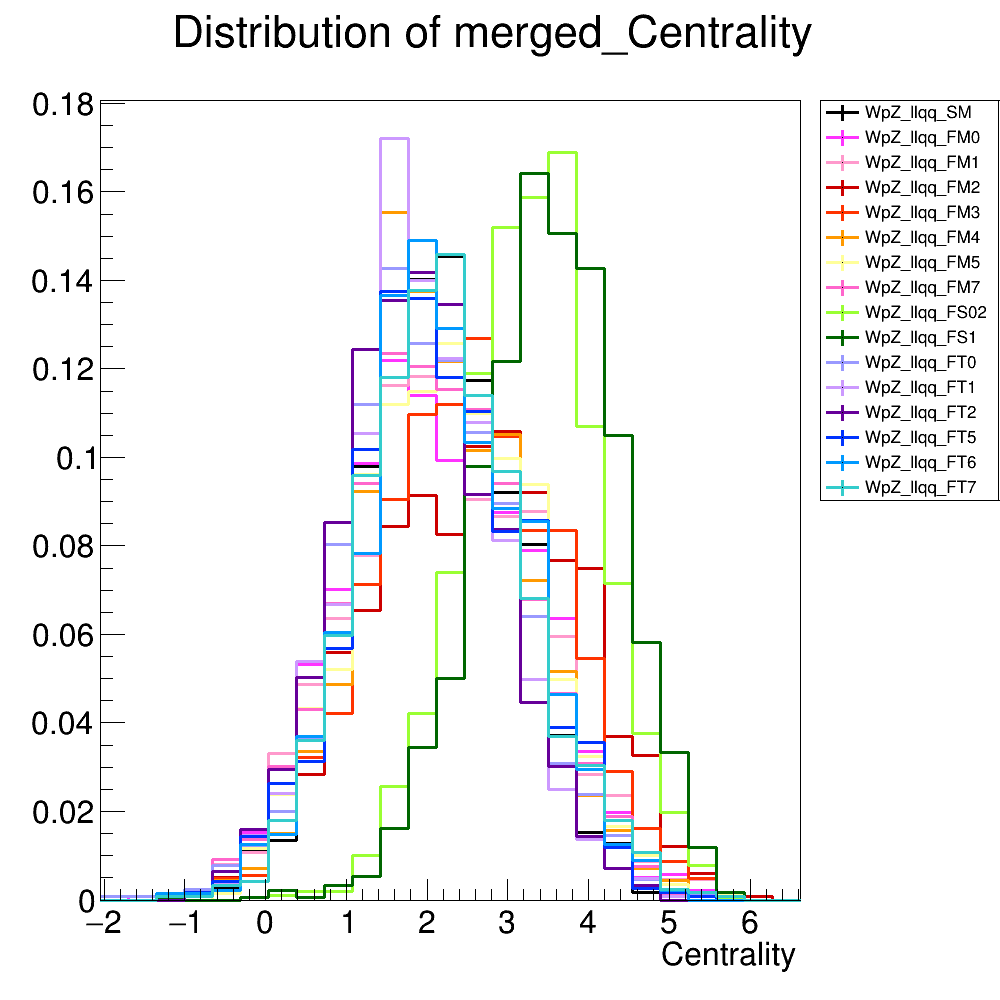 Distribution of merged_Centrality
0.18
0.16
0.14
0.12
0.1
0.08
0.06
0.04
0.02
0
−2 −1 0 1 2 3 4 5 6
Centrality
WpZ_llqq_SM
WpZ_llqq_FM0
WpZ_llqq_FM1
WpZ_llqq_FM2
WpZ_llqq_FM3
WpZ_llqq_FM4
WpZ_llqq_FM5
WpZ_llqq_FM7
WpZ_llqq_FS02
WpZ_llqq_FS1
WpZ_llqq_FT0
WpZ_llqq_FT1
WpZ_llqq_FT2
WpZ_llqq_FT5
WpZ_llqq_FT6
WpZ_llqq_FT7